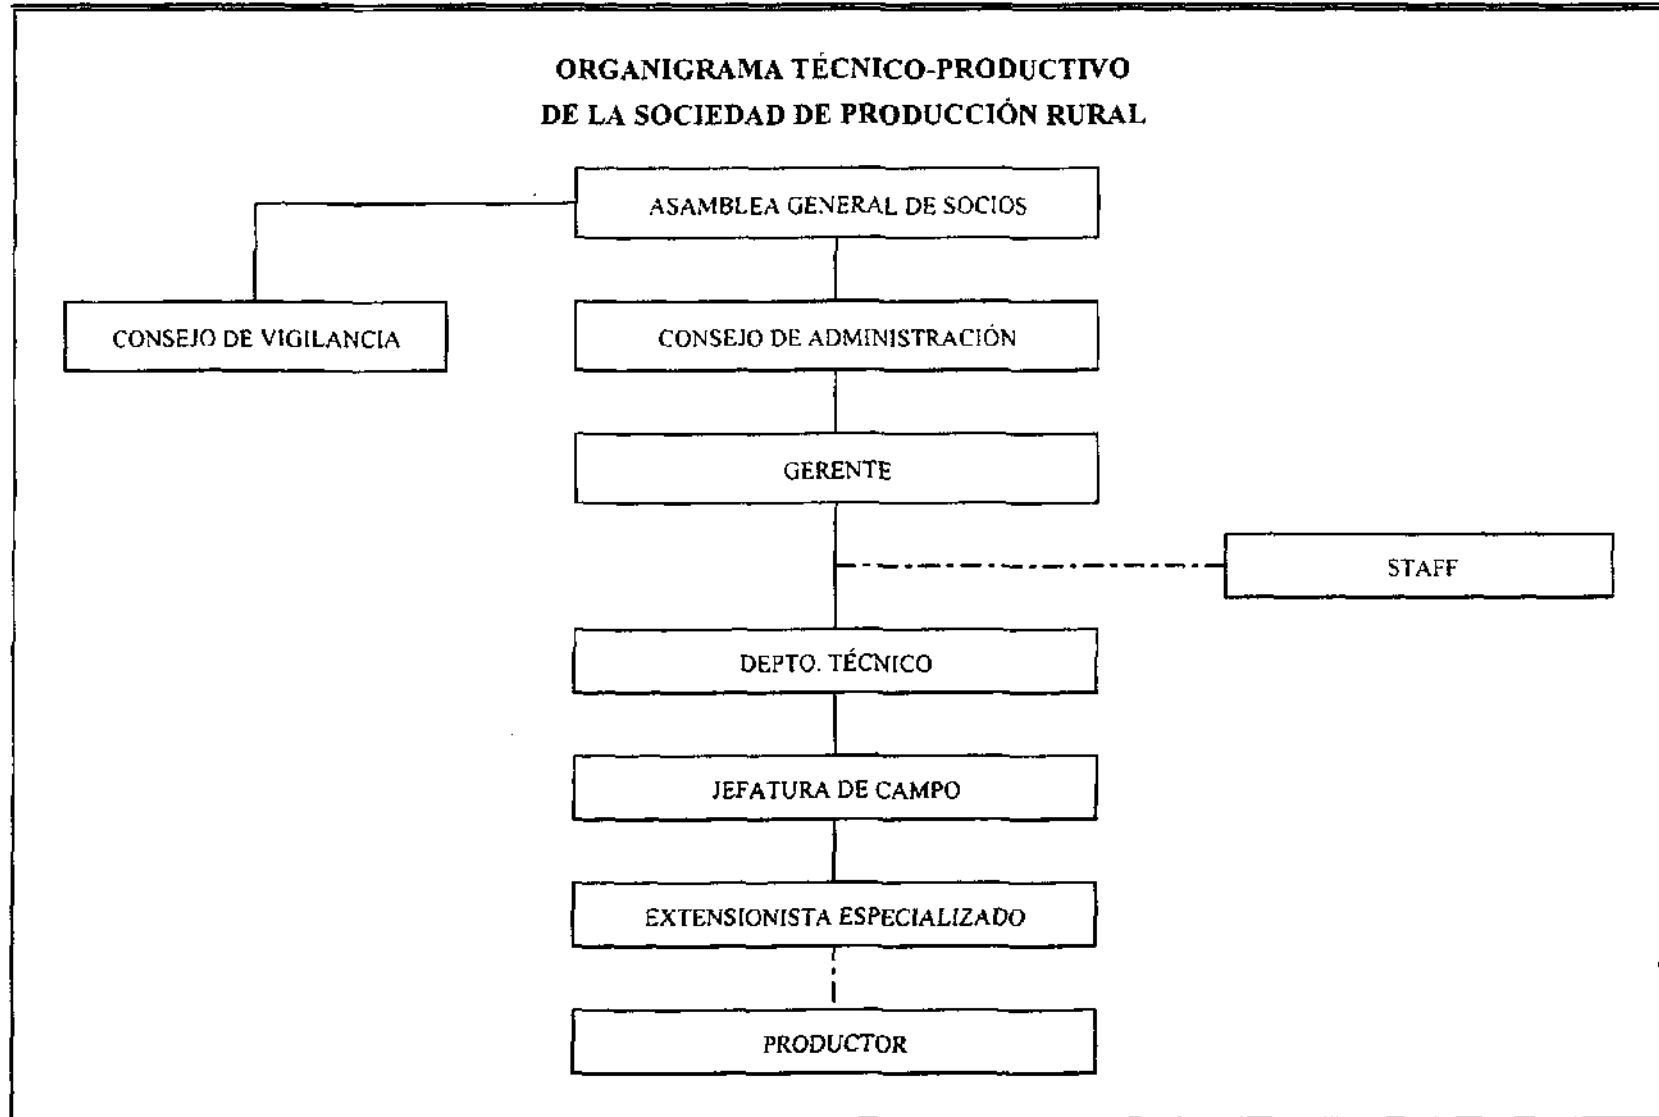 ORGANIGRAMA TÉCNICO-PRODUCTIVO
DE LA SOCIEDAD DE PRODUCCIÓN RURAL
ASAMBLEA GENERAL DE SOCIOS
CONSEJO DE VIGILANCIA
CONSEJO DE ADMINISTRACIÓN
GERENTE
STAFF
DEPTO. TÉCNICO
JEFATURA DE CAMPO
EXTENSIONISTA ESPECIALIZADO
PRODUCTOR